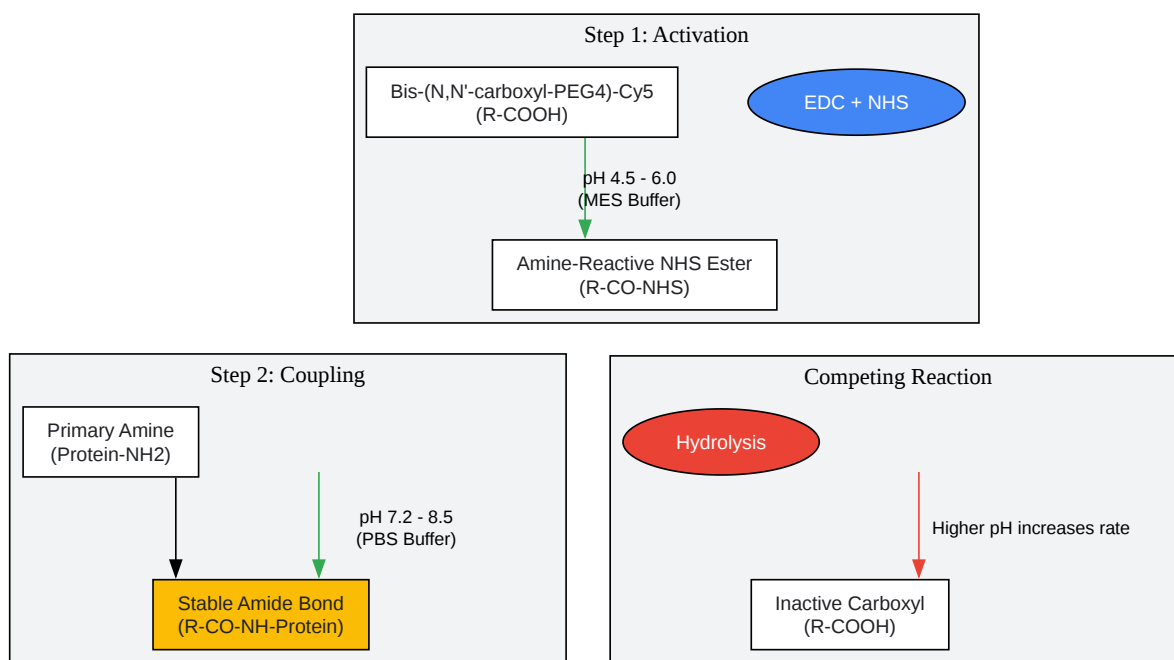 Step 1: Activation
Bis-(N,N'-carboxyl-PEG4)-Cy5
(R-COOH)
EDC + NHS
pH 4.5 - 6.0
(MES Buffer)
Amine-Reactive NHS Ester
(R-CO-NHS)
Step 2: Coupling
Primary Amine
(Protein-NH2)
pH 7.2 - 8.5
(PBS Buffer)
Stable Amide Bond
(R-CO-NH-Protein)
Competing Reaction
Hydrolysis
Higher pH increases rate
Inactive Carboxyl
(R-COOH)